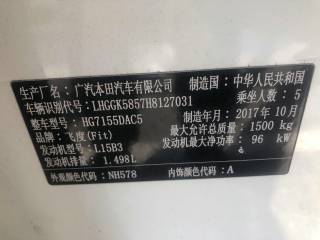 生产厂名：广汽本田汽车有限公司 制造国：中华人民共和国
车辆识别代号：LHGGK5857H8127031 乘坐人数：5
整车型号：HG7155DAC5 制造年月：2017年10月
品牌：飞度(Fit) 最大允许总质量：1500 kg
发动机型号：L15B3 发动机最大净功率：96 kW
发动机排量：1.498L
外观颜色代码：NH578 内饰颜色代码：A